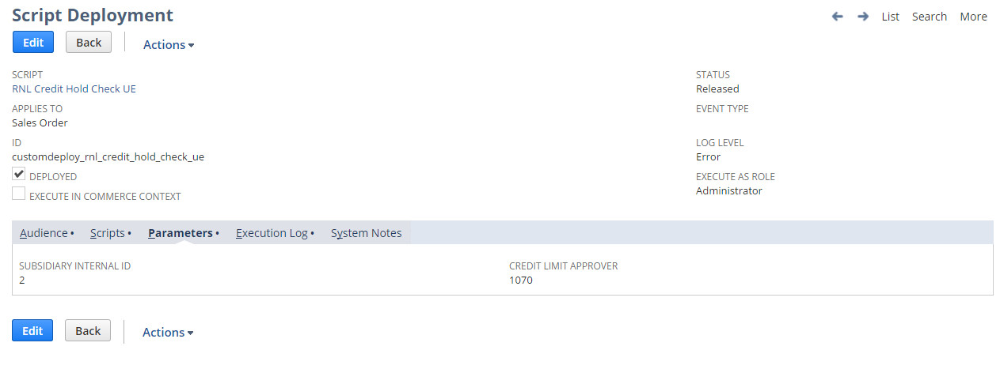 Script Deployment
List Search More
Edit Back Actions
SCRIPT
RNL Credit Hold Check UE
STATUS
Released
APPLIES TO
Sales Order
EVENT TYPE
ID
customdeploy_rnl_credit_hold_check_ue
LOG LEVEL
Error
DEPLOYED
EXECUTE AS ROLE
Administrator
EXECUTE IN COMMERCE CONTEXT
Audience • Scripts • Parameters • Execution Log • System Notes
SUBSIDIARY INTERNAL ID
2
CREDIT LIMIT APPROVER
1070
Edit Back Actions